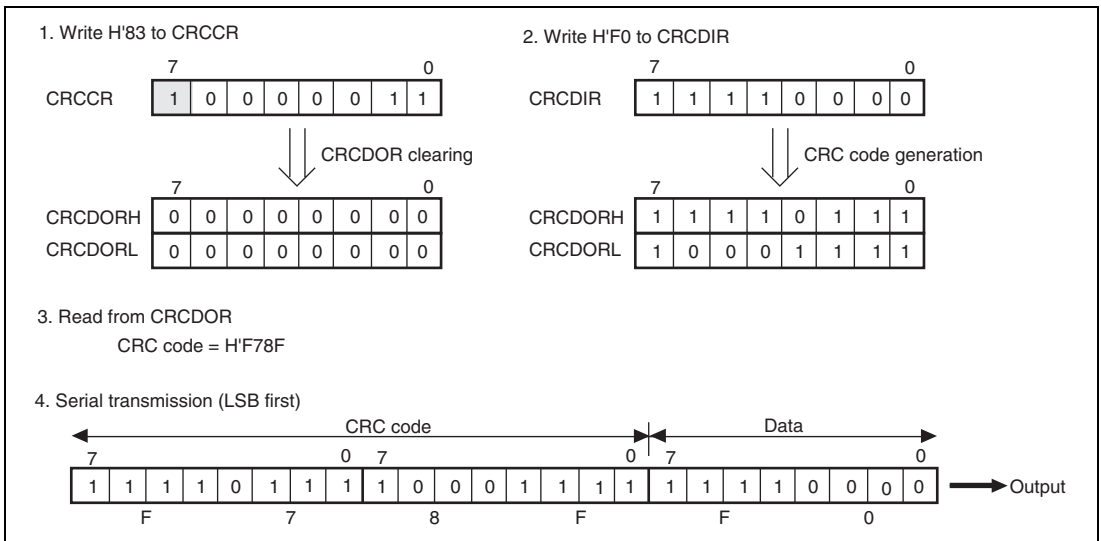 1. Write H'83 to CRCCR
7 0
CRCCR 1 0 0 0 0 0 1 1
CRCDOR clearing
7 0
CRCDORH 0 0 0 0 0 0 0 0
CRCDORL 0 0 0 0 0 0 0 0
2. Write H'F0 to CRCDIR
7 0
CRCDIR 1 1 1 1 0 0 0 0
CRC code generation
7 0
CRCDORH 1 1 1 1 0 1 1 1
CRCDORL 1 0 0 0 1 1 1 1
3. Read from CRCDOR
CRC code = H'F78F
4. Serial transmission (LSB first)
CRC code Data
7 0 7 0 7 0
1 1 1 1 0 1 1 1 1 0 0 0 1 1 1 1 1 1 1 1 0 0 0 0 Output
F 7 8 F F 0